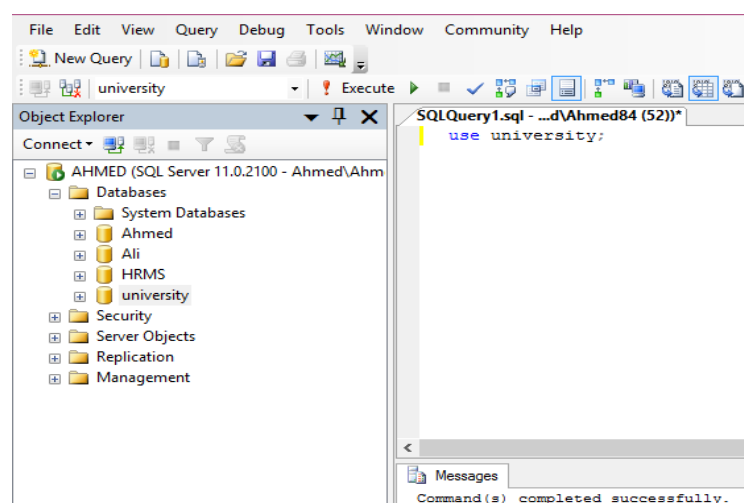 File Edit View Query Debug Tools Window Community Help
New Query
university Execute
Object Explorer
SQLQuery1.sql - ...d\Ahmed84 (52))*
Connect
use university;
AHMED (SQL Server 11.0.2100 - Ahmed\Ahm
Databases
System Databases
Ahmed
Ali
HRMS
university
Security
Server Objects
Replication
Management
Messages
Command(s) completed successfully.